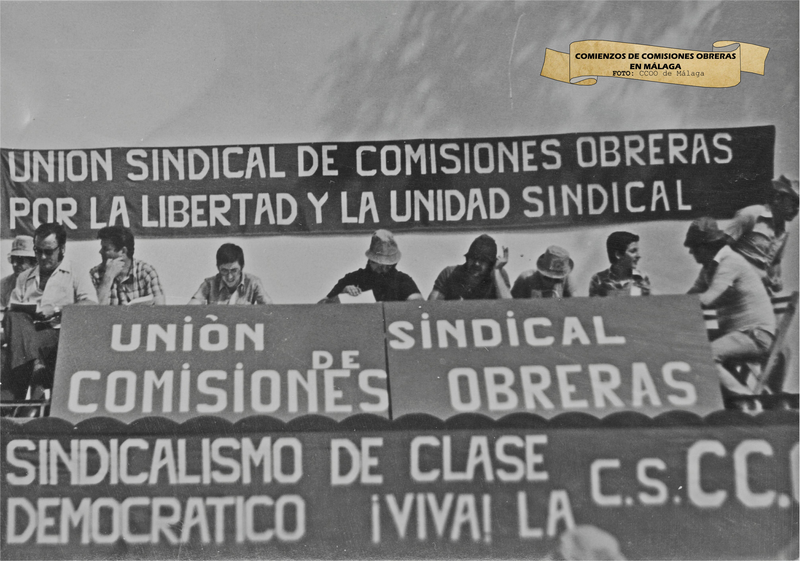 COMIENZOS DE COMISIONES OBRERAS
EN MÁLAGA
FOTO: CCOO de Málaga
UNION SINDICAL DE COMISIONES OBRERAS
POR LA LIBERTAD Y LA UNIDAD SINDICAL
UNIÒN SINDICAL
DE
COMISIONES OBRERAS
SINDICALISMO DE CLASE
DEMOCRATICO ¡VIVA! LA C.S.CC.